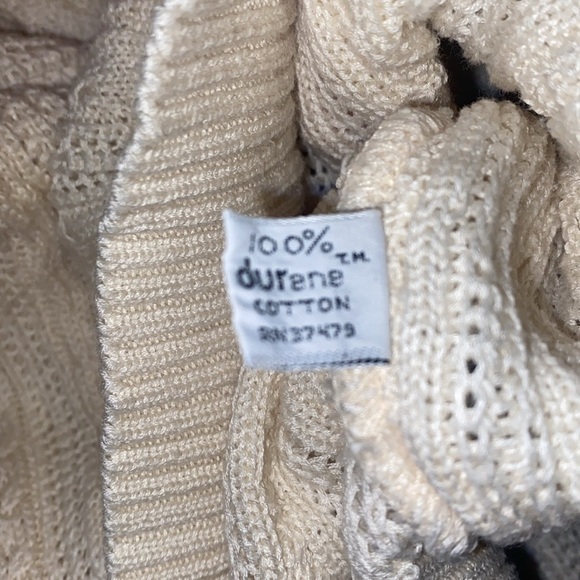 100%
durene T.M.
COTTON
RN37479